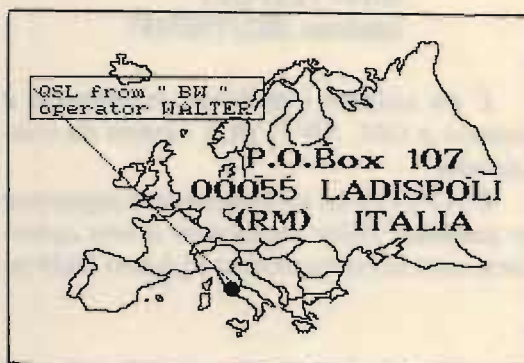 QSL from " BW "
operator WALTER
P.O.Box 107
00055 LADISPOLI
(RM) ITALIA